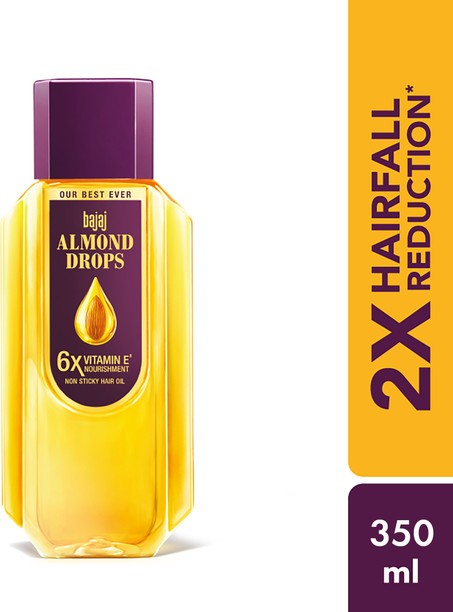 OUR BEST EVER
bajaj
ALMOND
DROPS
6X VITAMIN E*
NOURISHMENT
NON STICKY HAIR OIL
2X HAIRFALL
REDUCTION*
350
ml